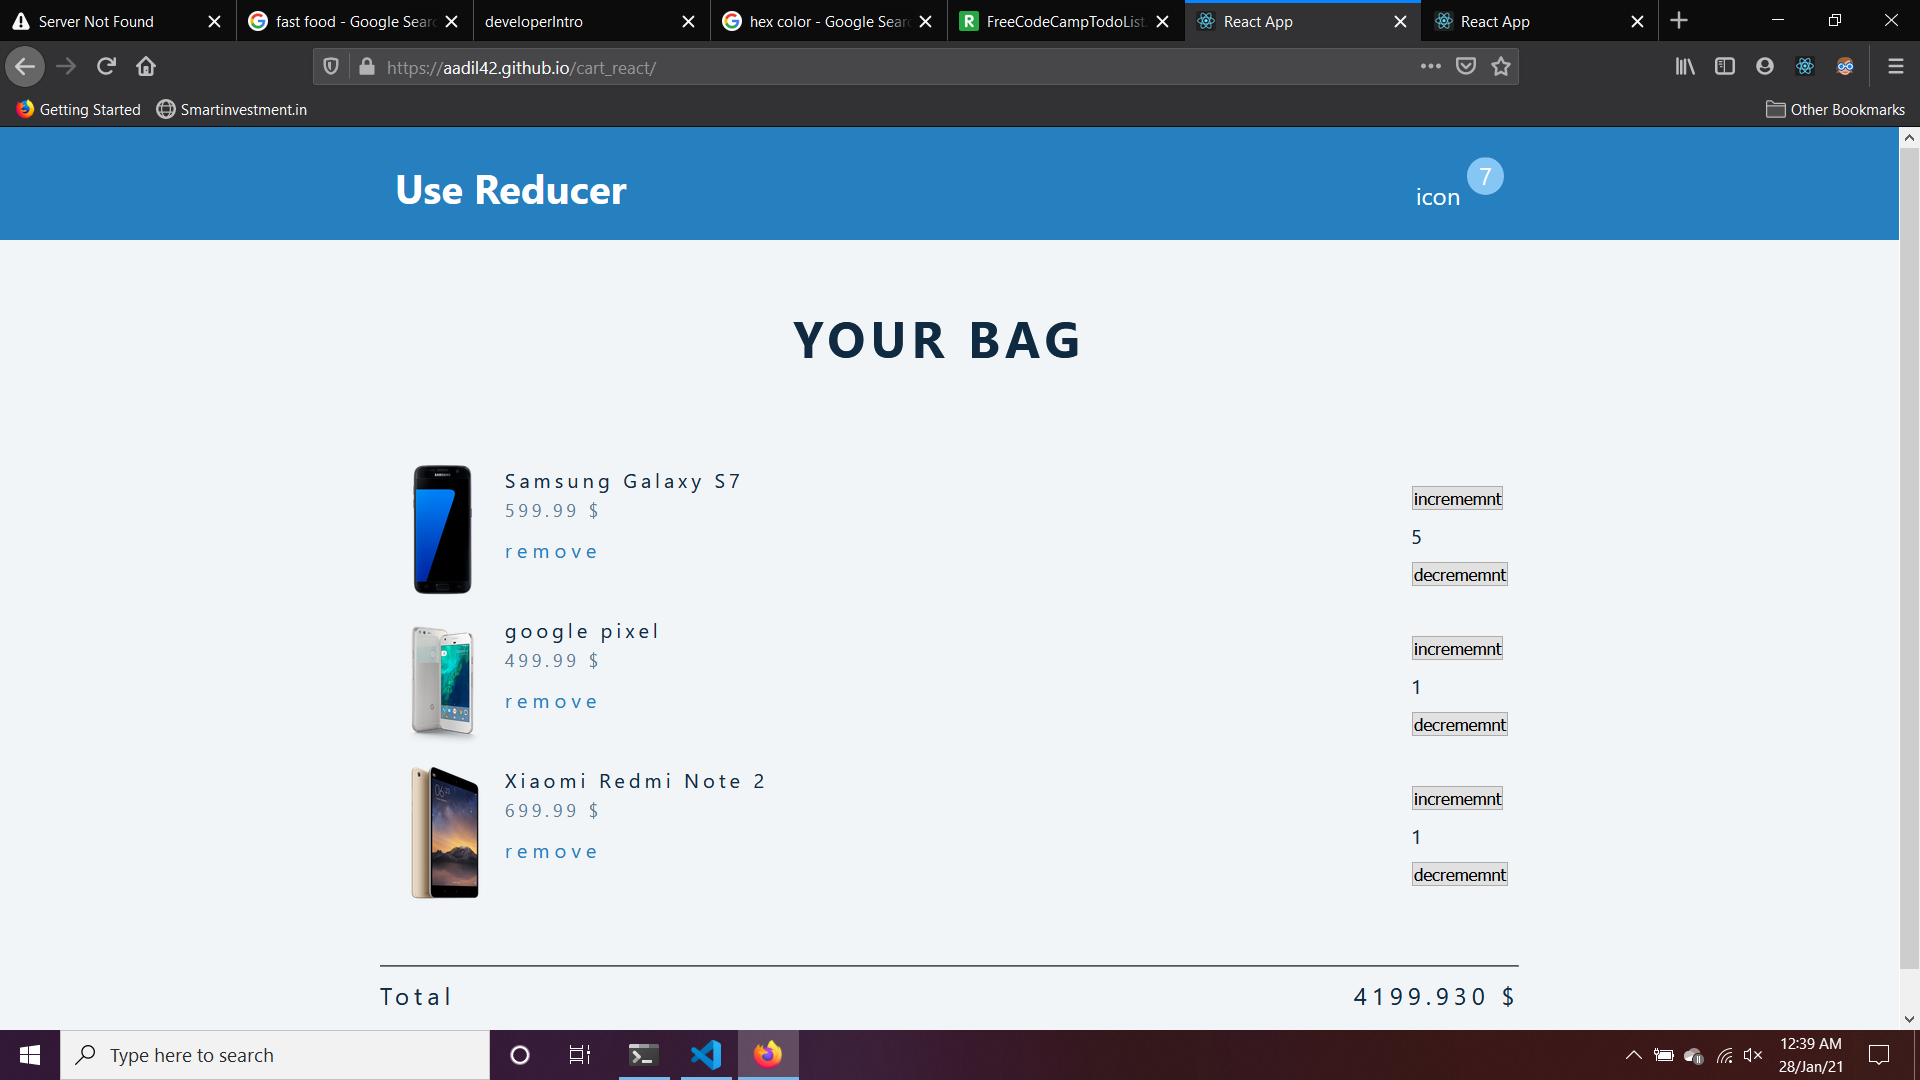 Server Not Found
fast food - Google Sear
developerIntro
hex color - Google Sear
FreeCodeCampTodoList
React App
React App
https://aadil42.github.io/cart_react/
Getting Started
Smartinvestment.in
Other Bookmarks
Use Reducer
icon
7
YOUR BAG
Samsung Galaxy S7
599.99 $
remove
incrememnt
5
decrememnt
google pixel
499.99 $
remove
incrememnt
1
decrememnt
Xiaomi Redmi Note 2
699.99 $
remove
incrememnt
1
decrememnt
Total
4199.930 $
Type here to search
12:39 AM
28/Jan/21